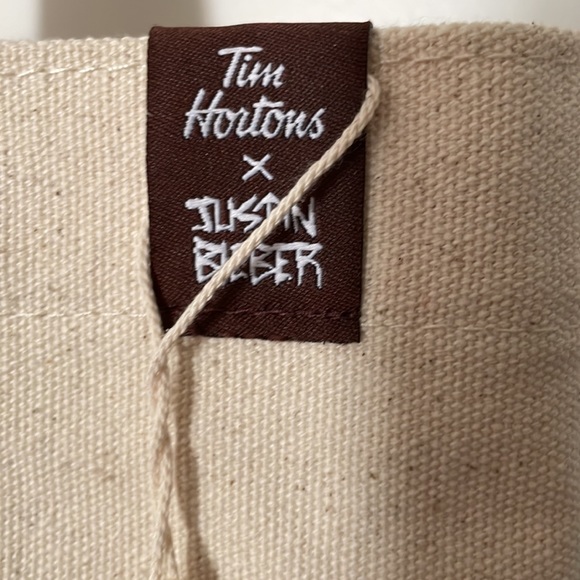 Tim
Hortons
X
JUSTIN
BIEBER